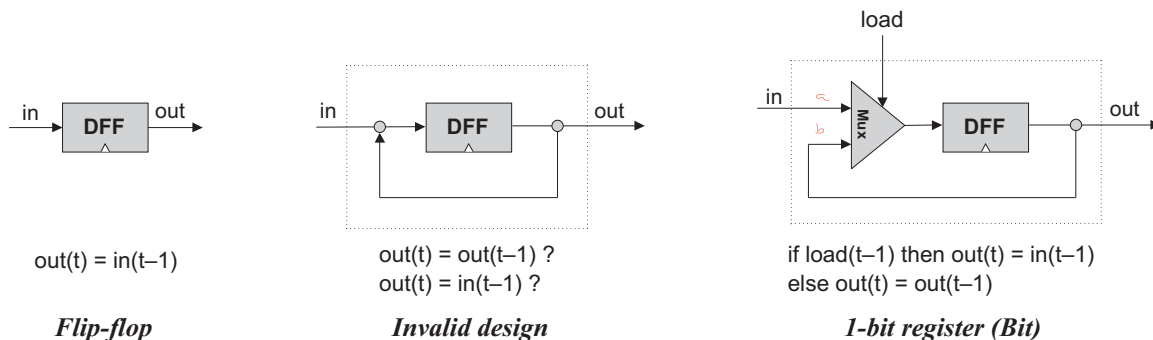 load
in
DFF
out
in
DFF
out
in
a
b
Mux
DFF
out
out(t) = in(t–1)
out(t) = out(t–1) ?
out(t) = in(t–1) ?
if load(t–1) then out(t) = in(t–1)
else out(t) = out(t–1)
Flip-flop
Invalid design
1-bit register (Bit)